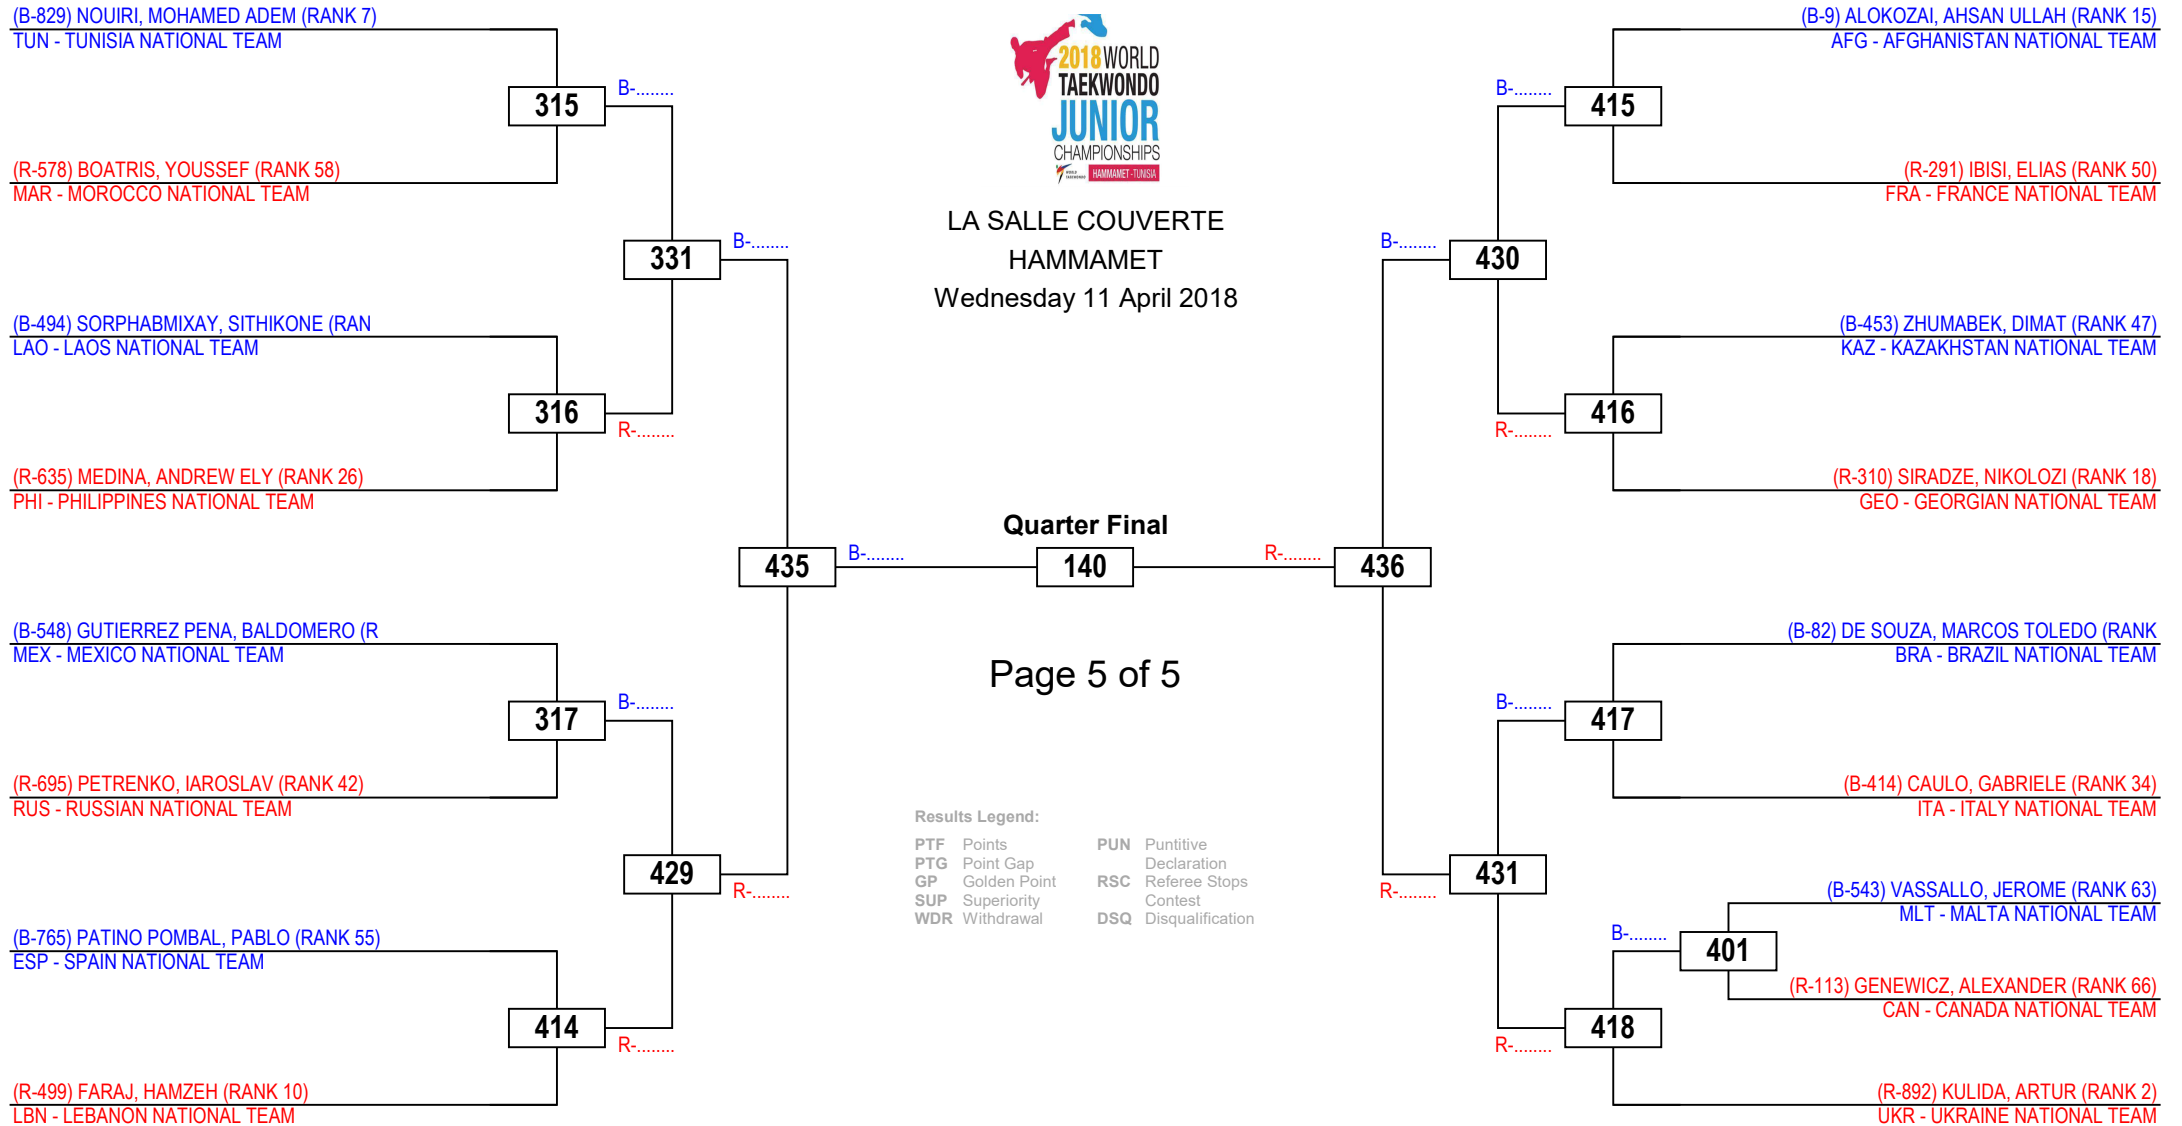 (B-829) NOUIRI, MOHAMED ADEM (RANK 7)
TUN - TUNISIA NATIONAL TEAM
315
B-........
(R-578) BOATRIS, YOUSSEF (RANK 58)
MAR - MOROCCO NATIONAL TEAM
331
B-........
(B-494) SORPHABMIXAY, SITHIKONE (RAN
LAO - LAOS NATIONAL TEAM
316
R-........
(R-635) MEDINA, ANDREW ELY (RANK 26)
PHI - PHILIPPINES NATIONAL TEAM
435
B-........
(B-548) GUTIERREZ PENA, BALDOMERO (R
MEX - MEXICO NATIONAL TEAM
317
B-........
(R-695) PETRENKO, IAROSLAV (RANK 42)
RUS - RUSSIAN NATIONAL TEAM
429
R-........
(B-765) PATINO POMBAL, PABLO (RANK 55)
ESP - SPAIN NATIONAL TEAM
414
R-........
(R-499) FARAJ, HAMZEH (RANK 10)
LBN - LEBANON NATIONAL TEAM
2018 WORLD
TAEKWONDO
JUNIOR
CHAMPIONSHIPS
WORLD TAEKWONDO
HAMMAMET - TUNISIA
LA SALLE COUVERTE
HAMMAMET
Wednesday 11 April 2018
Quarter Final
140
Page 5 of 5
Results Legend:
PTF Points
PTG Point Gap
GP Golden Point
SUP Superiority
WDR Withdrawal
PUN Puntitive
Declaration
RSC Referee Stops
Contest
DSQ Disqualification
(B-9) ALOKOZAI, AHSAN ULLAH (RANK 15)
AFG - AFGHANISTAN NATIONAL TEAM
B-........
415
(R-291) IBISI, ELIAS (RANK 50)
FRA - FRANCE NATIONAL TEAM
B-........
430
(B-453) ZHUMABEK, DIMAT (RANK 47)
KAZ - KAZAKHSTAN NATIONAL TEAM
R-........
416
(R-310) SIRADZE, NIKOLOZI (RANK 18)
GEO - GEORGIAN NATIONAL TEAM
R-........
436
(B-82) DE SOUZA, MARCOS TOLEDO (RANK
BRA - BRAZIL NATIONAL TEAM
B-........
417
(B-414) CAULO, GABRIELE (RANK 34)
ITA - ITALY NATIONAL TEAM
R-........
431
(B-543) VASSALLO, JEROME (RANK 63)
MLT - MALTA NATIONAL TEAM
B-........
401
(R-113) GENEWICZ, ALEXANDER (RANK 66)
CAN - CANADA NATIONAL TEAM
R-........
418
(R-892) KULIDA, ARTUR (RANK 2)
UKR - UKRAINE NATIONAL TEAM